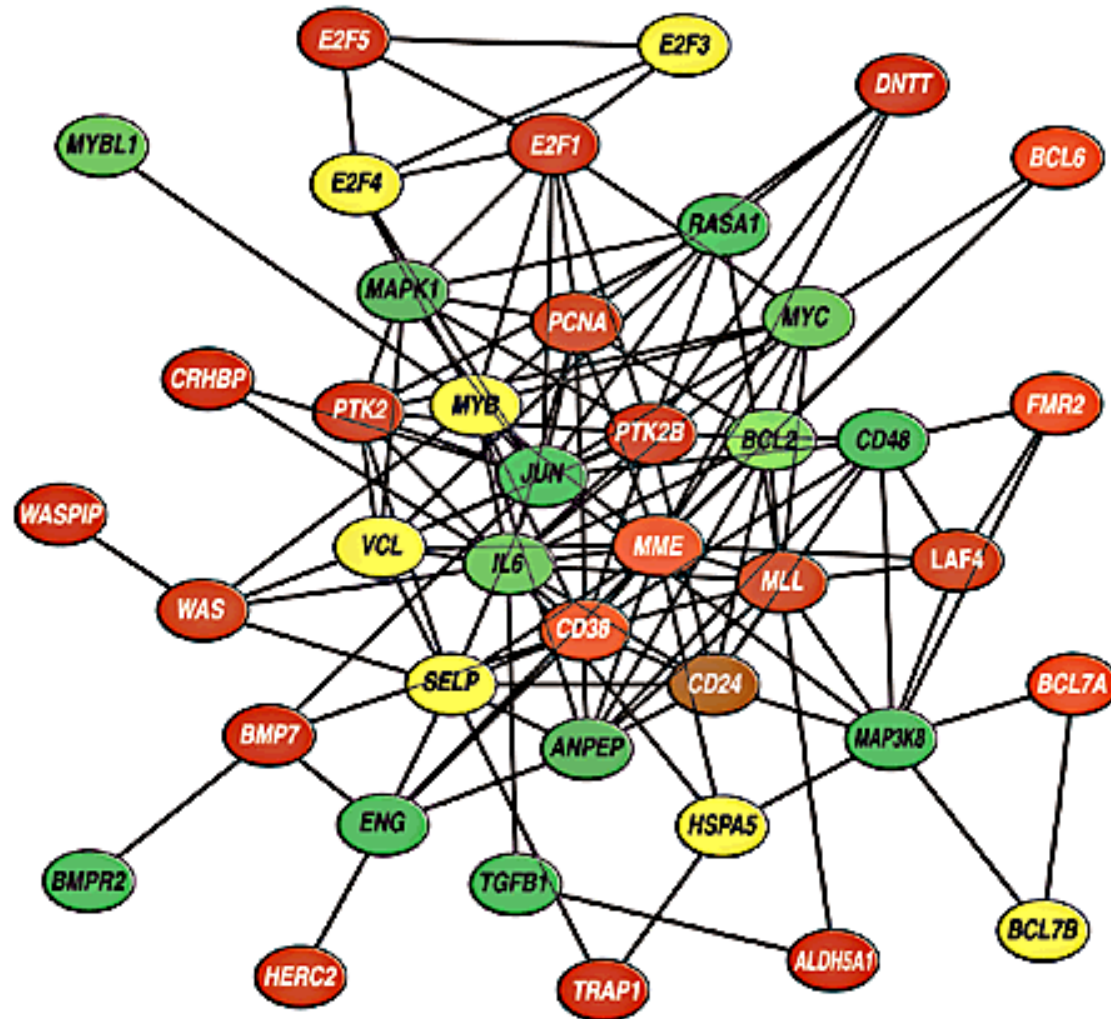 E2F5
E2F3
DNTT
MYBL1
E2F1
BCL6
E2F4
RASA1
MAPK1
MYC
PCNA
CRHBP
PTK2
MYB
FMR2
PTK2B
BCL2
CD48
JUN
WASPIP
VCL
MME
IL6
LAF4
MLL
WAS
CD36
SELP
CD24
BCL7A
BMP7
ANPEP
MAP3K8
ENG
HSPA5
BMPR2
TGFB1
BCL7B
HERC2
TRAP1
ALDH5A1